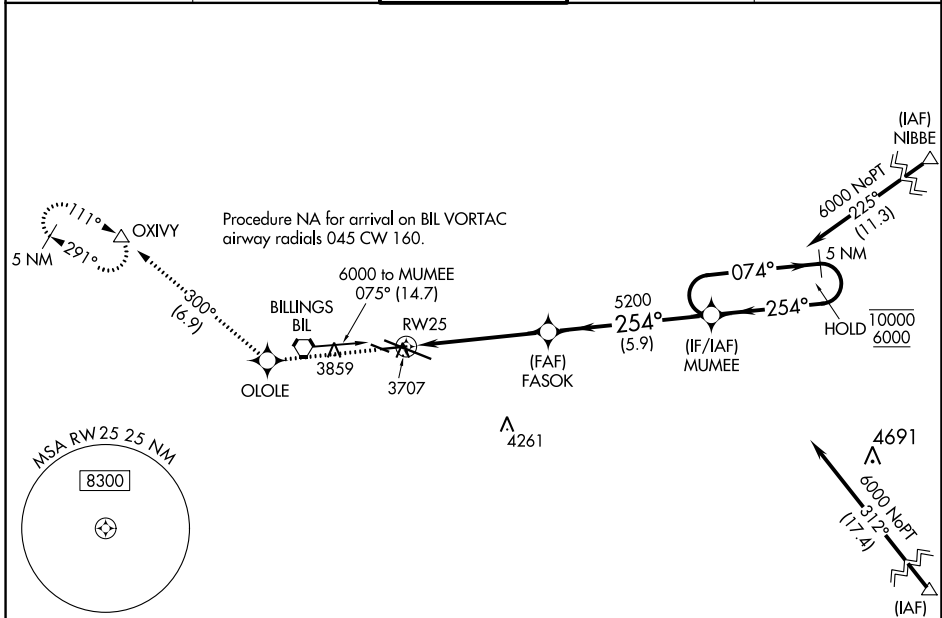 (IAF)
NIBBE
6000 NoPT
225°
(11.3)
111°
OXIVY
291°
5 NM
Procedure NA for arrival on BIL VORTAC
airway radials 045 CW 160.
6000 to MUMEE
075° (14.7)
300°
(6.9)
BILLINGS
BIL
RW25
3859
3707
OLOLE
5200
254°
(5.9)
(FAF)
FASOK
(IF/IAF)
MUMEE
074°
254°
5 NM
HOLD
10000
6000
4261
4691
6000 NoPT
312°
(17.4)
(IAF)
MSA RW25 25 NM
8300